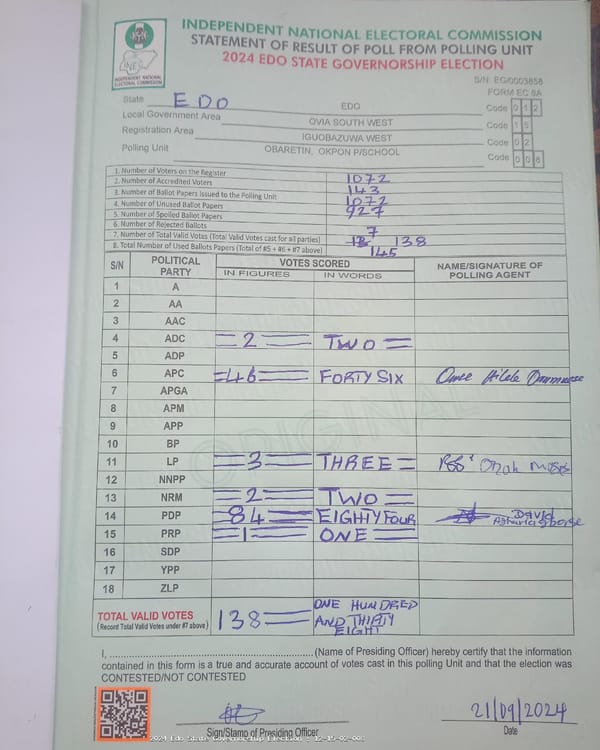 INDEPENDENT NATIONAL ELECTORAL COMMISSION
STATEMENT OF RESULT OF POLL FROM POLLING UNIT
2024 EDO STATE GOVERNORSHIP ELECTION
INEC
INDEPENDENT NATIONAL ELECTORAL COMMISSION
S/N: EG/0003858
FORM EC 8A
State EDO EDO Code 0 1 2
Local Government Area OVIA SOUTH WEST Code 1 5
Registration Area IGUOBAZUWA WEST Code 0 2
Polling Unit OBARETIN, OKPON P/SCHOOL Code 0 0 8
1. Number of Voters on the Register 1072
2. Number of Accredited Voters 143
3. Number of Ballot Papers Issued to the Polling Unit 1072
4. Number of Unused Ballot Papers 927
5. Number of Spoiled Ballot Papers
6. Number of Rejected Ballots 7
7. Number of Total Valid Votes (Total Valid Votes cast for all parties) 138
8. Total Number of Used Ballots Papers (Total of #5 + #6 + #7 above) 145
S/N POLITICAL PARTY VOTES SCORED NAME/SIGNATURE OF POLLING AGENT
IN FIGURES IN WORDS
1 A
2 AA
3 AAC
4 ADC =2= TWO =
5 ADP
6 APC =46= FORTY SIX
7 APGA
8 APM
9 APP
10 BP
11 LP =3= THREE =
12 NNPP
13 NRM =2= TWO =
14 PDP =84= EIGHTY FOUR David
15 PRP =1= ONE =
16 SDP
17 YPP
18 ZLP
ORIGINAL
TOTAL VALID VOTES 138= ONE HUNDRED
(Record Total Valid Votes under #7 above) AND THIRTY
EIGHT
I, ..........(Name of Presiding Officer) hereby certify that the information
contained in this form is a true and accurate account of votes cast in this polling Unit and that the election was
CONTESTED/NOT CONTESTED
21/09/2024
Sign/Stamp of Presiding Officer Date
2024 Edo State Governorship Election - 12-15-02-008